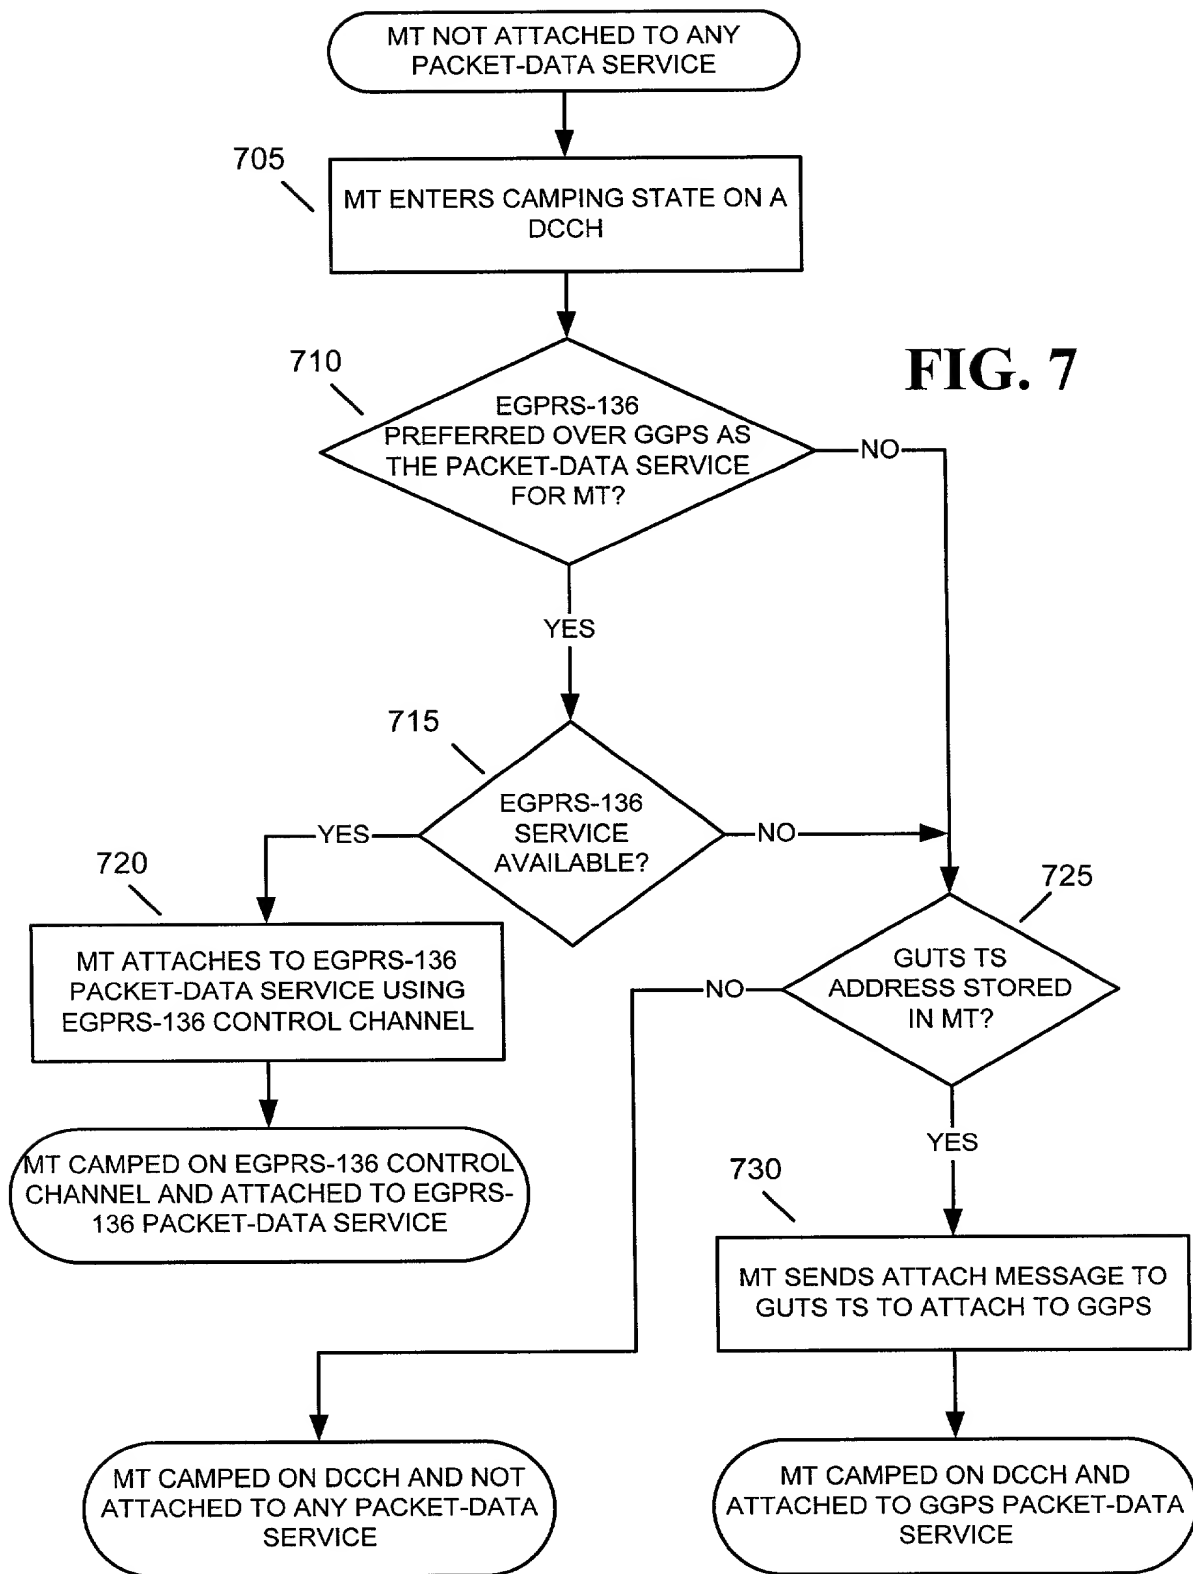 MT NOT ATTACHED TO ANY
PACKET-DATA SERVICE
705
MT ENTERS CAMPING STATE ON A
DCCH
710
FIG. 7
EGPRS-136
PREFERRED OVER GGPS AS
THE PACKET-DATA SERVICE
FOR MT?
NO
YES
715
EGPRS-136
SERVICE
AVAILABLE?
YES
NO
720
725
MT ATTACHES TO EGPRS-136
PACKET-DATA SERVICE USING
EGPRS-136 CONTROL CHANNEL
GUTS TS
ADDRESS STORED
IN MT?
NO
YES
MT CAMPED ON EGPRS-136 CONTROL
CHANNEL AND ATTACHED TO EGPRS-
136 PACKET-DATA SERVICE
730
MT SENDS ATTACH MESSAGE TO
GUTS TS TO ATTACH TO GGPS
MT CAMPED ON DCCH AND NOT
ATTACHED TO ANY PACKET-DATA
SERVICE
MT CAMPED ON DCCH AND
ATTACHED TO GGPS PACKET-DATA
SERVICE